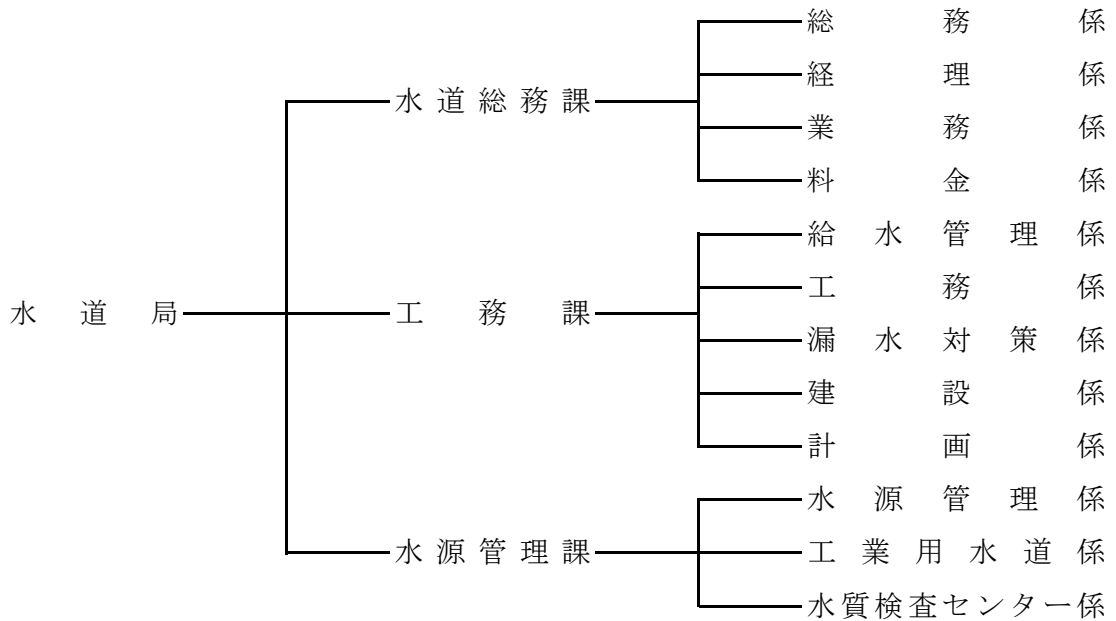 水道局
水道総務課
総務係
経理係
業務係
料金係
工務課
給水管理係
工務係
漏水対策係
建設係
計画係
水源管理課
水源管理係
工業用水道係
水質検査センター係